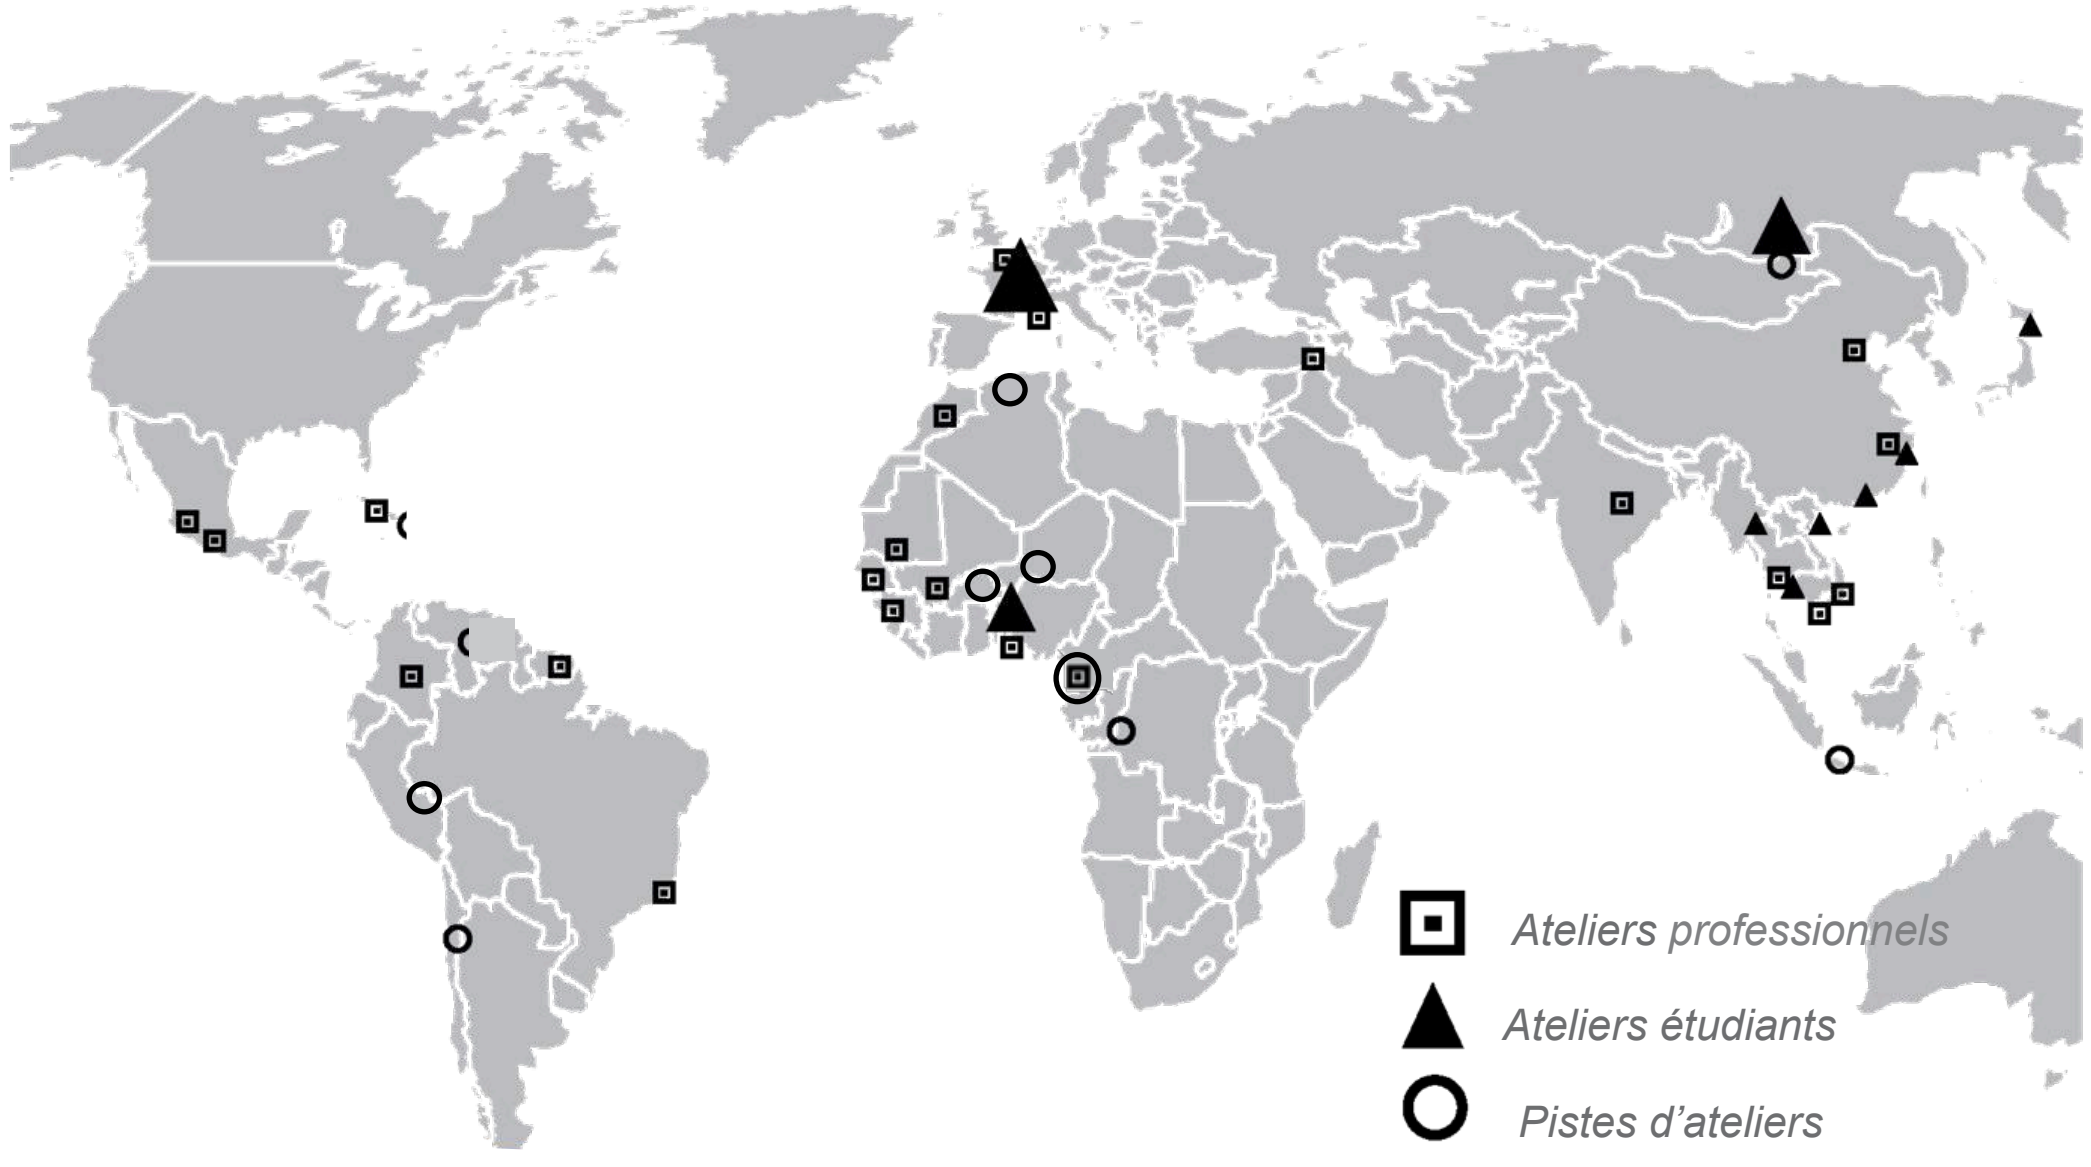 Ateliers professionnels
Ateliers étudiants
Pistes d’ateliers